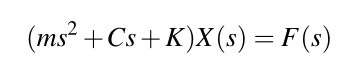 (ms² + Cs + K)X(s) = F(s)